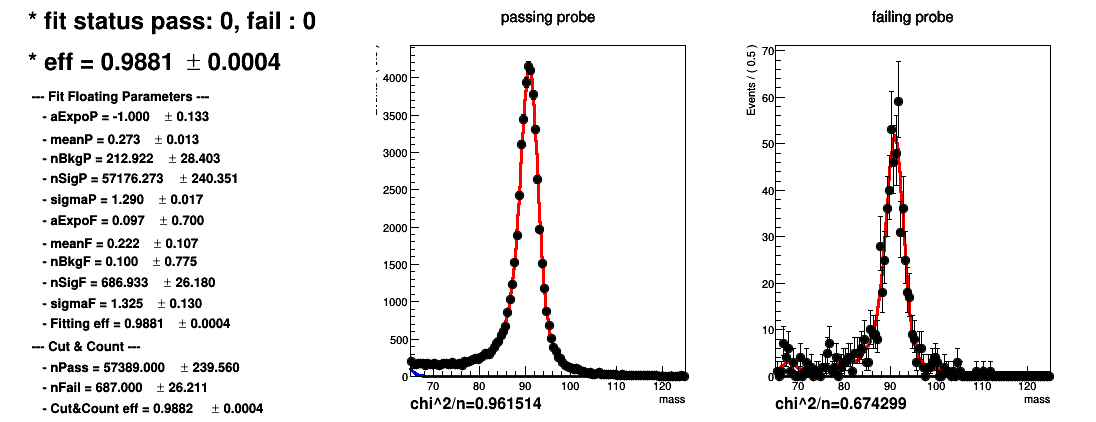 * fit status pass: 0, fail : 0
* eff = 0.9881 ± 0.0004
--- Fit Floating Parameters ---
- aExpoP = -1.000 ± 0.133
- meanP = 0.273 ± 0.013
- nBkgP = 212.922 ± 28.403
- nSigP = 57176.273 ± 240.351
- sigmaP = 1.290 ± 0.017
- aExpoF = 0.097 ± 0.700
- meanF = 0.222 ± 0.107
- nBkgF = 0.100 ± 0.775
- nSigF = 686.933 ± 26.180
- sigmaF = 1.325 ± 0.130
- Fitting eff = 0.9881 ± 0.0004
--- Cut & Count ---
- nPass = 57389.000 ± 239.560
- nFail = 687.000 ± 26.211
- Cut&Count eff = 0.9882 ± 0.0004
passing probe
4000
3500
3000
2500
2000
1500
1000
500
0
70 80 90 100 110 120
mass
chi^2/n=0.961514
failing probe
Events / ( 0.5 )
70
60
50
40
30
20
10
0
70 80 90 100 110 120
mass
chi^2/n=0.674299